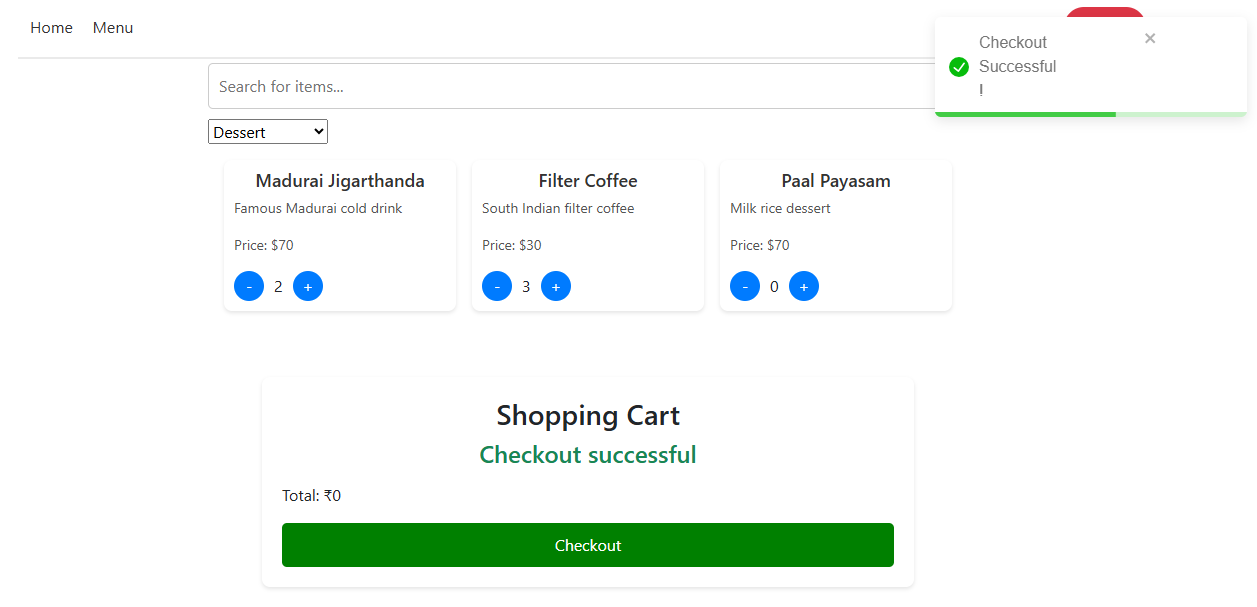 Home Menu
Checkout
Successful
!
×
Search for items...
Dessert
Madurai Jigarthanda
Famous Madurai cold drink
Price: $70
- 2 +
Filter Coffee
South Indian filter coffee
Price: $30
- 3 +
Paal Payasam
Milk rice dessert
Price: $70
- 0 +
Shopping Cart
Checkout successful
Total: ₹0
Checkout